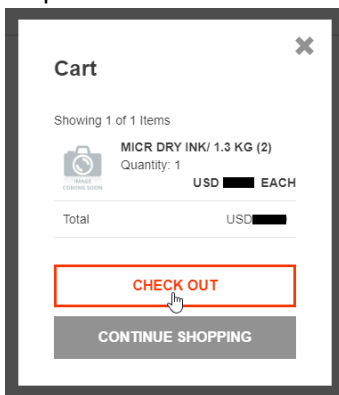 Cart
Showing 1 of 1 Items
MICR DRY INK/ 1.3 KG (2)
Quantity: 1
IMAGE
COMING SOON
USD EACH
Total USD
CHECK OUT
CONTINUE SHOPPING